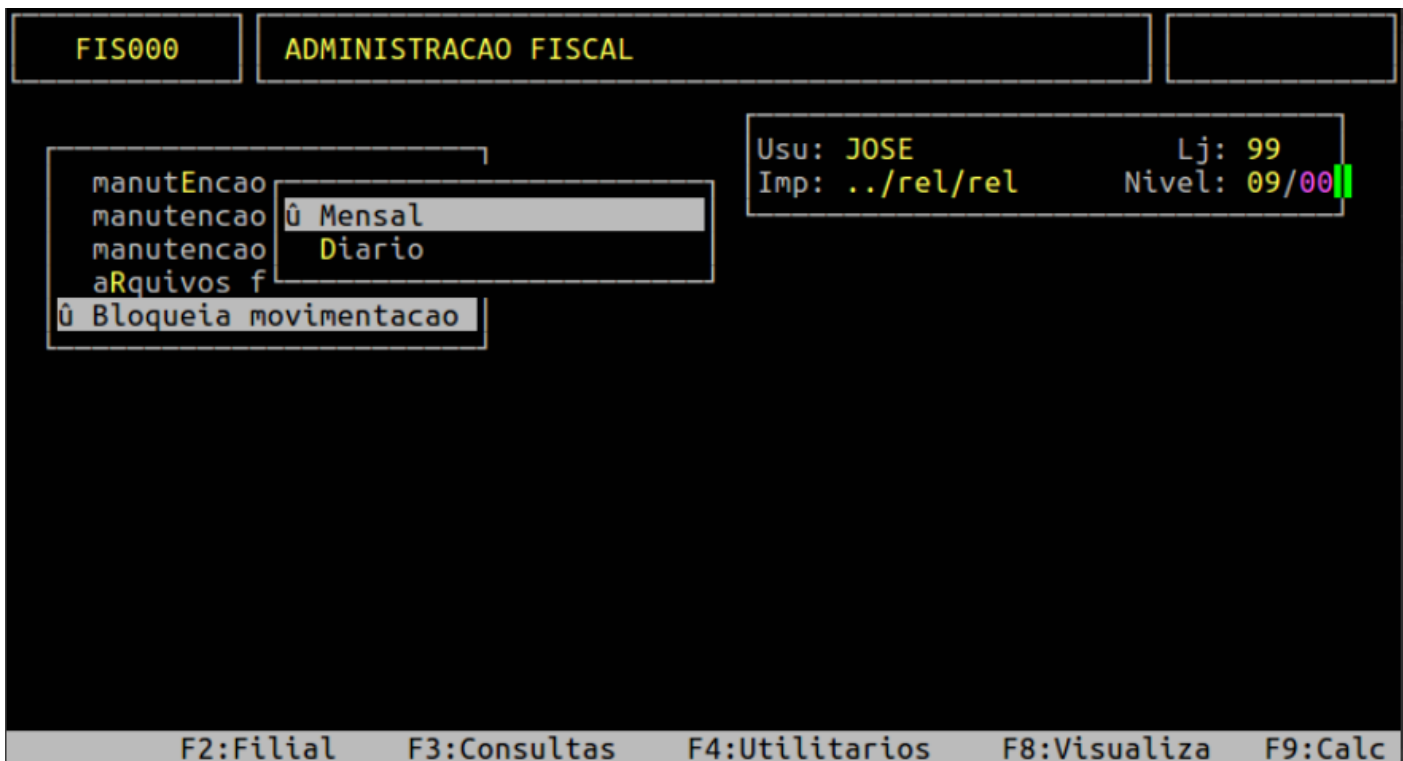 FIS000 ADMINISTRACAO FISCAL
Usu: JOSE Lj: 99
Imp: ../rel/rel Nivel: 09/00
manutEncao
manutencao û Mensal
manutencao Diario
aRquivos f
û Bloqueia movimentacao
F2:Filial F3:Consultas F4:Utilitarios F8:Visualiza F9:Calc